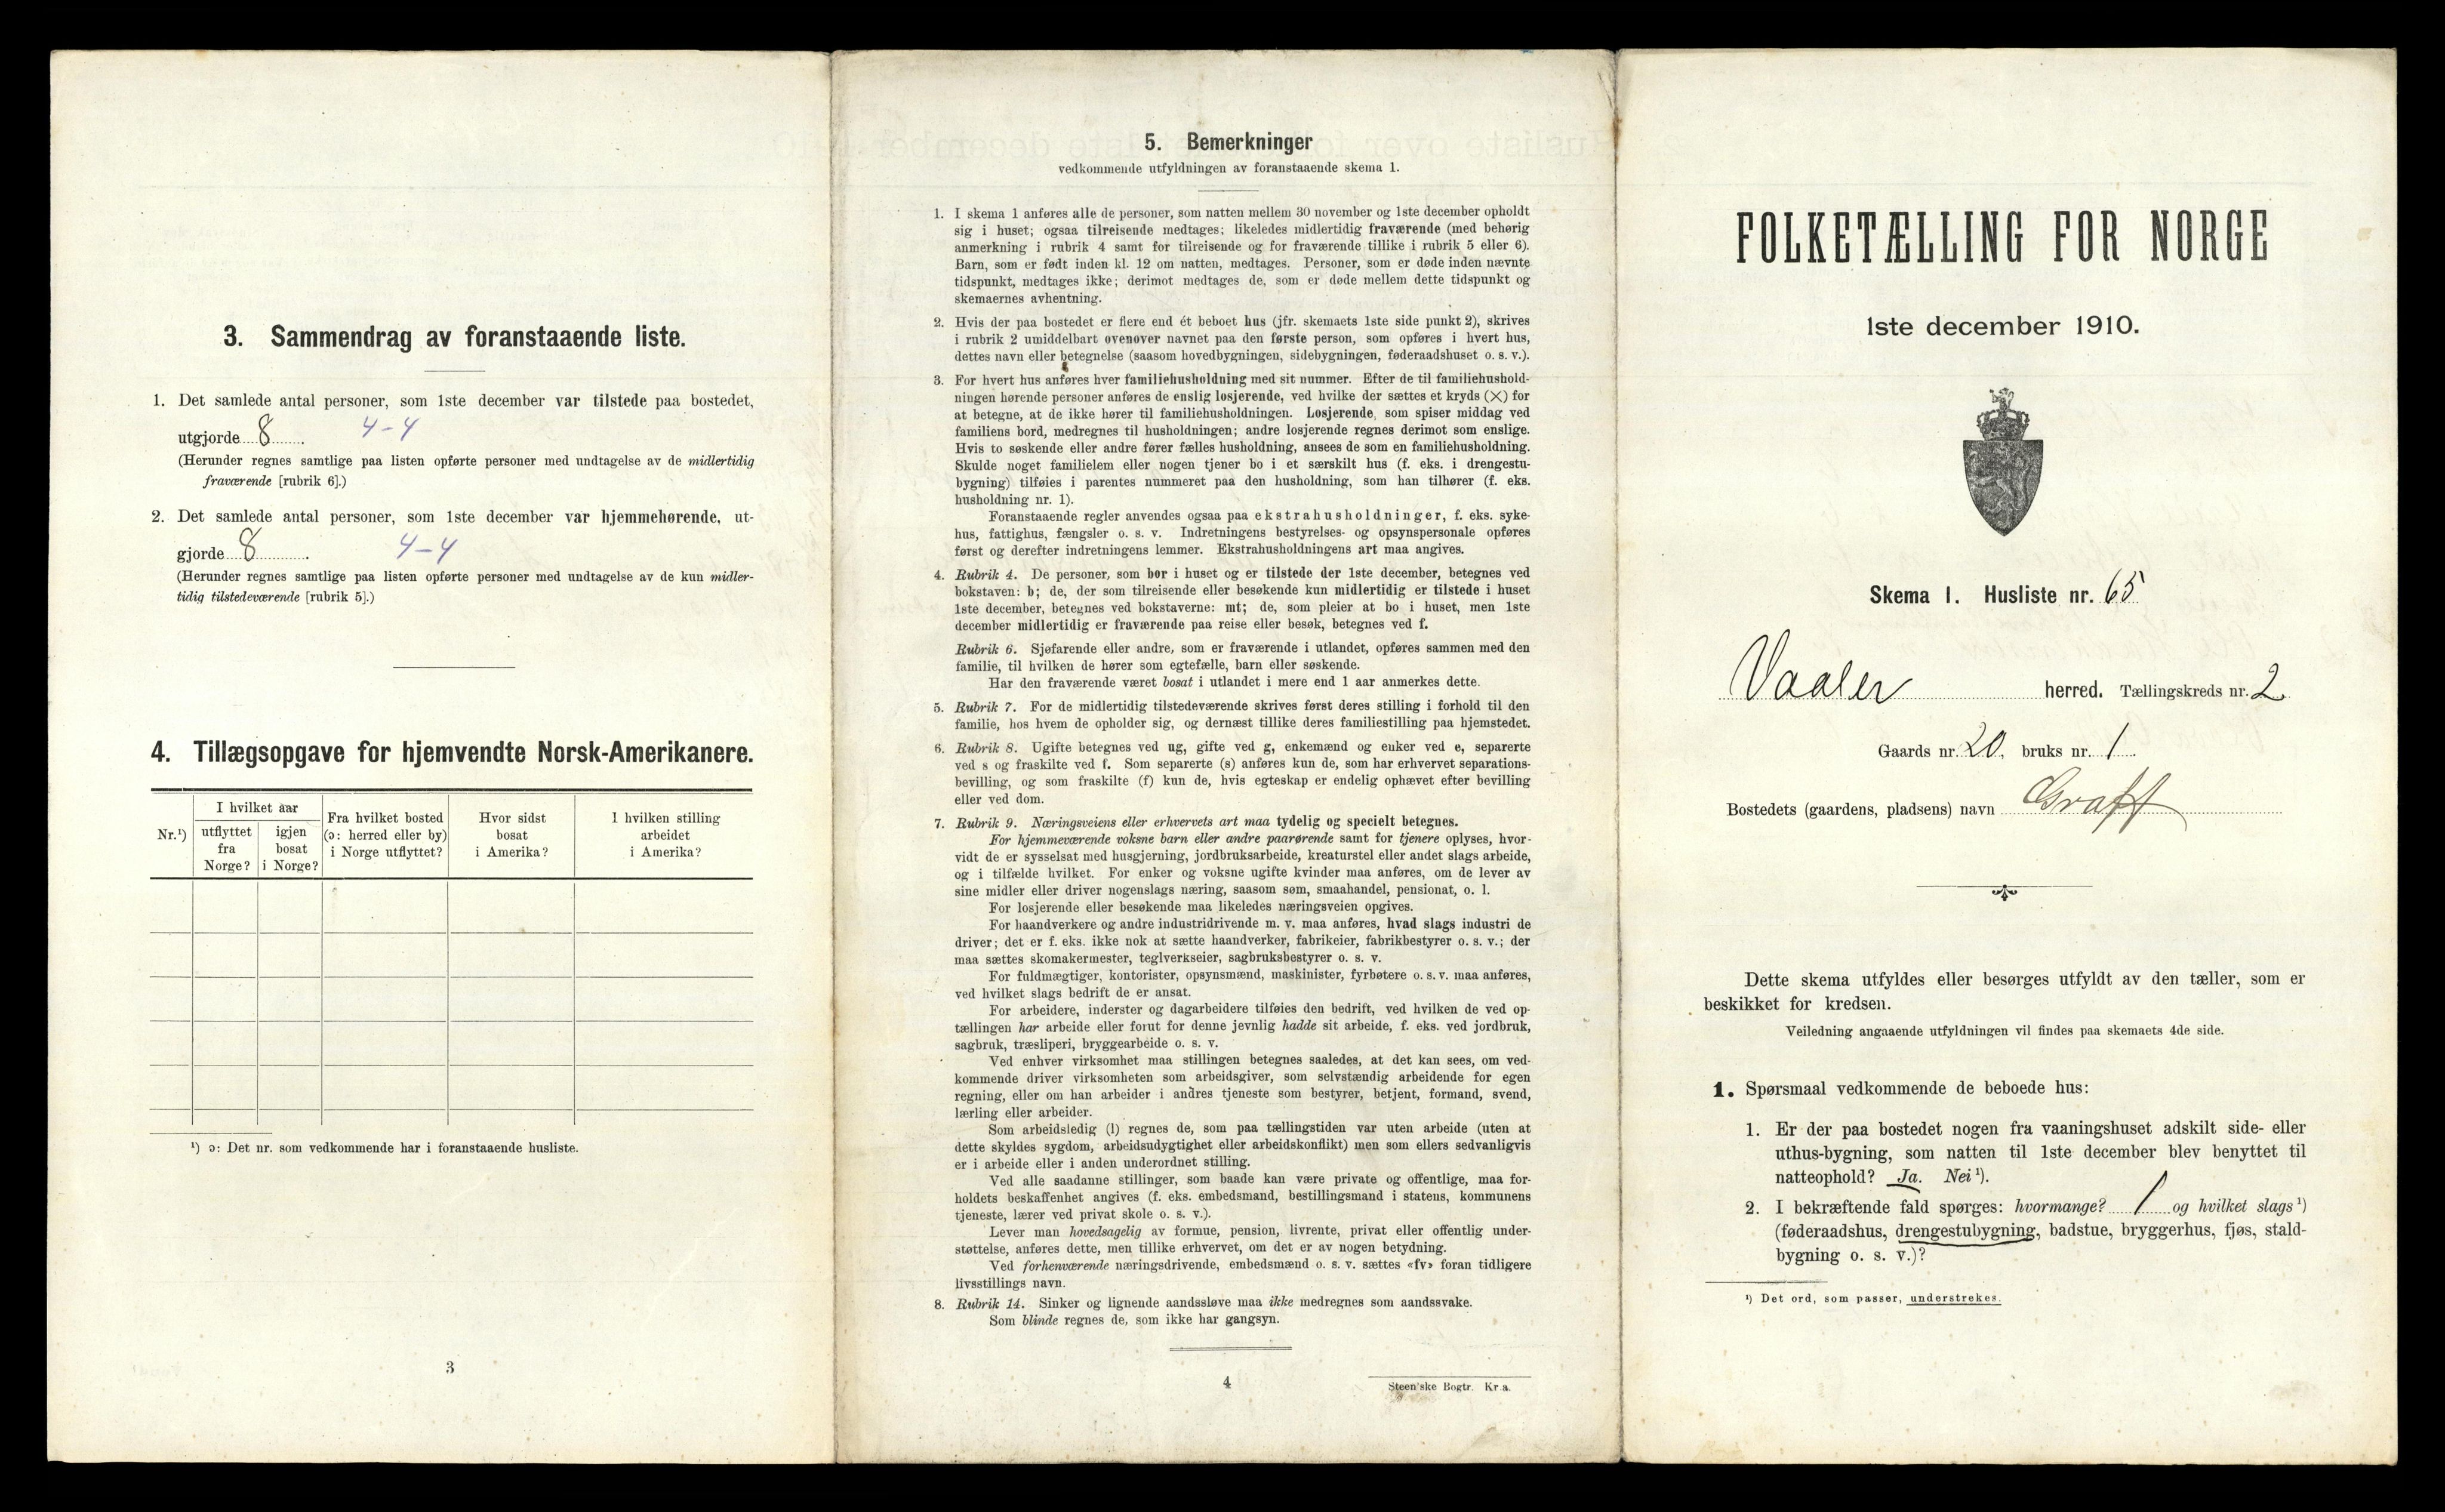 3. Sammendrag av foranstaaende liste.
1. Det samlede antal personer, som 1ste december var tilstede paa bostedet,
utgjorde 8. 4-4
(Herunder regnes samtlige paa listen opførte personer med undtagelse av de midlertidig
fraværende [rubrik 6].)
2. Det samlede antal personer, som 1ste december var hjemmehørende, ut-
gjorde 8. 4-4
(Herunder regnes samtlige paa listen opførte personer med undtagelse av de kun midler-
tidig tilstedeværende [rubrik 5].)
4. Tillægsopgave for hjemvendte Norsk-Amerikanere.
Nr.¹)
I hvilket aar
utflyttet
fra
Norge?
igjen
bosat
i Norge?
Fra hvilket bosted
(ɔ: herred eller by)
i Norge utflyttet?
Hvor sidst
bosat
i Amerika?
I hvilken stilling
arbeidet
i Amerika?
¹) ɔ: Det nr. som vedkommende har i foranstaaende husliste.
3
5. Bemerkninger
vedkommende utfyldningen av foranstaaende skema 1.
1. I skema 1 anføres alle de personer, som natten mellem 30 november og 1ste december opholdt
sig i huset; ogsaa tilreisende medtages; likeledes midlertidig fraværende (med behørig
anmerkning i rubrik 4 samt for tilreisende og for fraværende tillike i rubrik 5 eller 6).
Barn, som er født inden kl. 12 om natten, medtages. Personer, som er døde inden nævnte
tidspunkt, medtages ikke; derimot medtages de, som er døde mellem dette tidspunkt og
skemaernes avhentning.
2. Hvis der paa bostedet er flere end ét beboet hus (jfr. skemaets 1ste side punkt 2), skrives
i rubrik 2 umiddelbart ovenover navnet paa den første person, som opføres i hvert hus,
dettes navn eller betegnelse (saasom hovedbygningen, sidebygningen, føderaadshuset o. s. v.).
3. For hvert hus anføres hver familiehusholdning med sit nummer. Efter de til familiehushold-
ningen hørende personer anføres de enslig losjerende, ved hvilke der sættes et kryds (×) for
at betegne, at de ikke hører til familiehusholdningen. Losjerende, som spiser middag ved
familiens bord, medregnes til husholdningen; andre losjerende regnes derimot som enslige.
Hvis to søskende eller andre fører fælles husholdning, ansees de som en familiehusholdning.
Skulde noget familielem eller nogen tjener bo i et særskilt hus (f. eks. i drengestu-
bygning) tilføies i parentes nummeret paa den husholdning, som han tilhører (f. eks.
husholdning nr. 1).
Foranstaaende regler anvendes ogsaa paa ekstrahusholdninger, f. eks. syke-
hus, fattighus, fængsler o. s. v. Indretningens bestyrelses- og opsynspersonale opføres
først og derefter indretningens lemmer. Ekstrahusholdningens art maa angives.
4. Rubrik 4. De personer, som bor i huset og er tilstede der 1ste december, betegnes ved
bokstaven: b; de, der som tilreisende eller besøkende kun midlertidig er tilstede i huset
1ste december, betegnes ved bokstaverne: mt; de, som pleier at bo i huset, men 1ste
december midlertidig er fraværende paa reise eller besøk, betegnes ved f.
Rubrik 6. Sjøfarende eller andre, som er fraværende i utlandet, opføres sammen med den
familie, til hvilken de hører som egtefælle, barn eller søskende.
Har den fraværende været bosat i utlandet i mere end 1 aar anmerkes dette.
5. Rubrik 7. For de midlertidig tilstedeværende skrives først deres stilling i forhold til den
familie, hos hvem de opholder sig, og dernæst tillike deres familiestilling paa hjemstedet.
6. Rubrik 8. Ugifte betegnes ved ug, gifte ved g, enkemænd og enker ved e, separerte
ved s og fraskilte ved f. Som separerte (s) anføres kun de, som har erhvervet separations-
bevilling, og som fraskilte (f) kun de, hvis egteskap er endelig ophævet efter bevilling
eller ved dom.
7. Rubrik 9. Næringsveiens eller erhvervets art maa tydelig og specielt betegnes.
For hjemmeværende voksne barn eller andre paarørende samt for tjenere oplyses, hvor-
vidt de er sysselsat med husgjerning, jordbruksarbeide, kreaturstel eller andet slags arbeide,
og i tilfælde hvilket. For enker og voksne ugifte kvinder maa anføres, om de lever av
sine midler eller driver nogenslags næring, saasom søm, smaahandel, pensionat, o. l.
For losjerende eller besøkende maa likeledes næringsveien opgives.
For haandverkere og andre industridrivende m. v. maa anføres, hvad slags industri de
driver; det er f. eks. ikke nok at sætte haandverker, fabrikeier, fabrikbestyrer o. s. v.; der
maa sættes skomakermester, teglverkseier, sagbruksbestyrer o. s. v.
For fuldmægtiger, kontorister, opsynsmænd, maskinister, fyrbøtere o. s. v. maa anføres,
ved hvilket slags bedrift de er ansat.
For arbeidere, inderster og dagarbeidere tilføies den bedrift, ved hvilken de ved op-
tællingen har arbeide eller forut for denne jevnlig hadde sit arbeide, f. eks. ved jordbruk,
sagbruk, træsliperi, bryggearbeide o. s. v.
Ved enhver virksomhet maa stillingen betegnes saaledes, at det kan sees, om ved-
kommende driver virksomheten som arbeidsgiver, som selvstændig arbeidende for egen
regning, eller om han arbeider i andres tjeneste som bestyrer, betjent, formand, svend,
lærling eller arbeider.
Som arbeidsledig (l) regnes de, som paa tællingstiden var uten arbeide (uten at
dette skyldes sygdom, arbeidsudygtighet eller arbeidskonflikt) men som ellers sedvanligvis
er i arbeide eller i anden underordnet stilling.
Ved alle saadanne stillinger, som baade kan være private og offentlige, maa for-
holdets beskaffenhet angives (f. eks. embedsmand, bestillingsmand i statens, kommunens
tjeneste, lærer ved privat skole o. s. v.).
Lever man hovedsagelig av formue, pension, livrente, privat eller offentlig under-
støttelse, anføres dette, men tillike erhvervet, om det er av nogen betydning.
Ved forhenværende næringsdrivende, embedsmænd o. s. v. sættes «fv» foran tidligere
livsstillings navn.
8. Rubrik 14. Sinker og lignende aandssløve maa ikke medregnes som aandssvake.
Som blinde regnes de, som ikke har gangsyn.
4
Steen'ske Bogtr. Kr.a.
FOLKETÆLLING FOR NORGE
1ste december 1910.
Skema 1. Husliste nr. 65
Vaaler herred. Tællingskreds nr. 2.
Gaards nr. 20, bruks nr. 1.
Bostedets (gaardens, pladsens) navn Graff
Dette skema utfyldes eller besørges utfyldt av den tæller, som er
beskikket for kredsen.
Veiledning angaaende utfyldningen vil findes paa skemaets 4de side.
1. Spørsmaal vedkommende de beboede hus:
1. Er der paa bostedet nogen fra vaaningshuset adskilt side- eller
uthus-bygning, som natten til 1ste december blev benyttet til
natteophold? Ja. Nei ¹).
2. I bekræftende fald spørges: hvormange? 1 og hvilket slags ¹)
(føderaadshus, drengestubygning, badstue, bryggerhus, fjøs, stald-
bygning o. s. v.)?
¹) Det ord, som passer, understrekes.